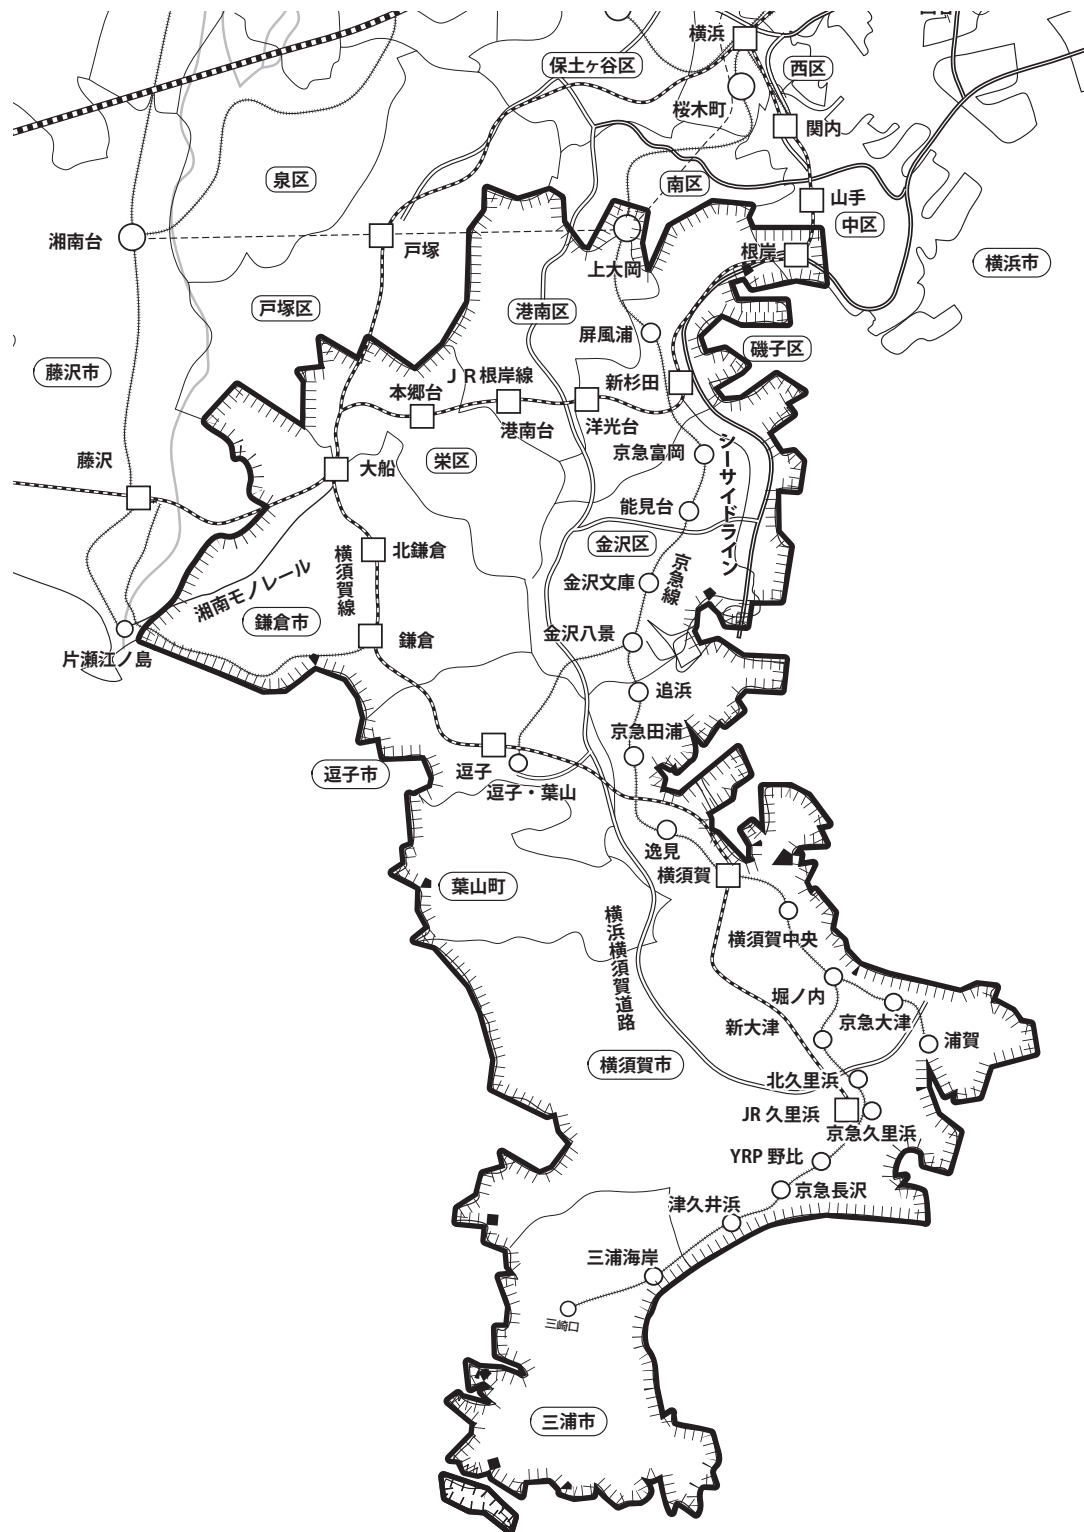 横浜
保土ヶ谷区
西区
桜木町
関内
泉区
南区
山手
中区
湘南台
戸塚
根岸
上大岡
横浜市
戸塚区
港南区
屏風浦
磯子区
藤沢市
JR根岸線
新杉田
本郷台
港南台
洋光台
藤沢
大船
栄区
京急富岡
シーサイドライン
能見台
金沢区
北鎌倉
横須賀線
京急線
金沢文庫
湘南モノレール
鎌倉市
鎌倉
金沢八景
片瀬江ノ島
追浜
京急田浦
逗子市
逗子
逗子・葉山
逸見
横須賀
葉山町
横浜横須賀道路
横須賀中央
堀ノ内
新大津
京急大津
浦賀
横須賀市
北久里浜
JR 久里浜
京急久里浜
YRP 野比
京急長沢
津久井浜
三浦海岸
三崎口
三浦市